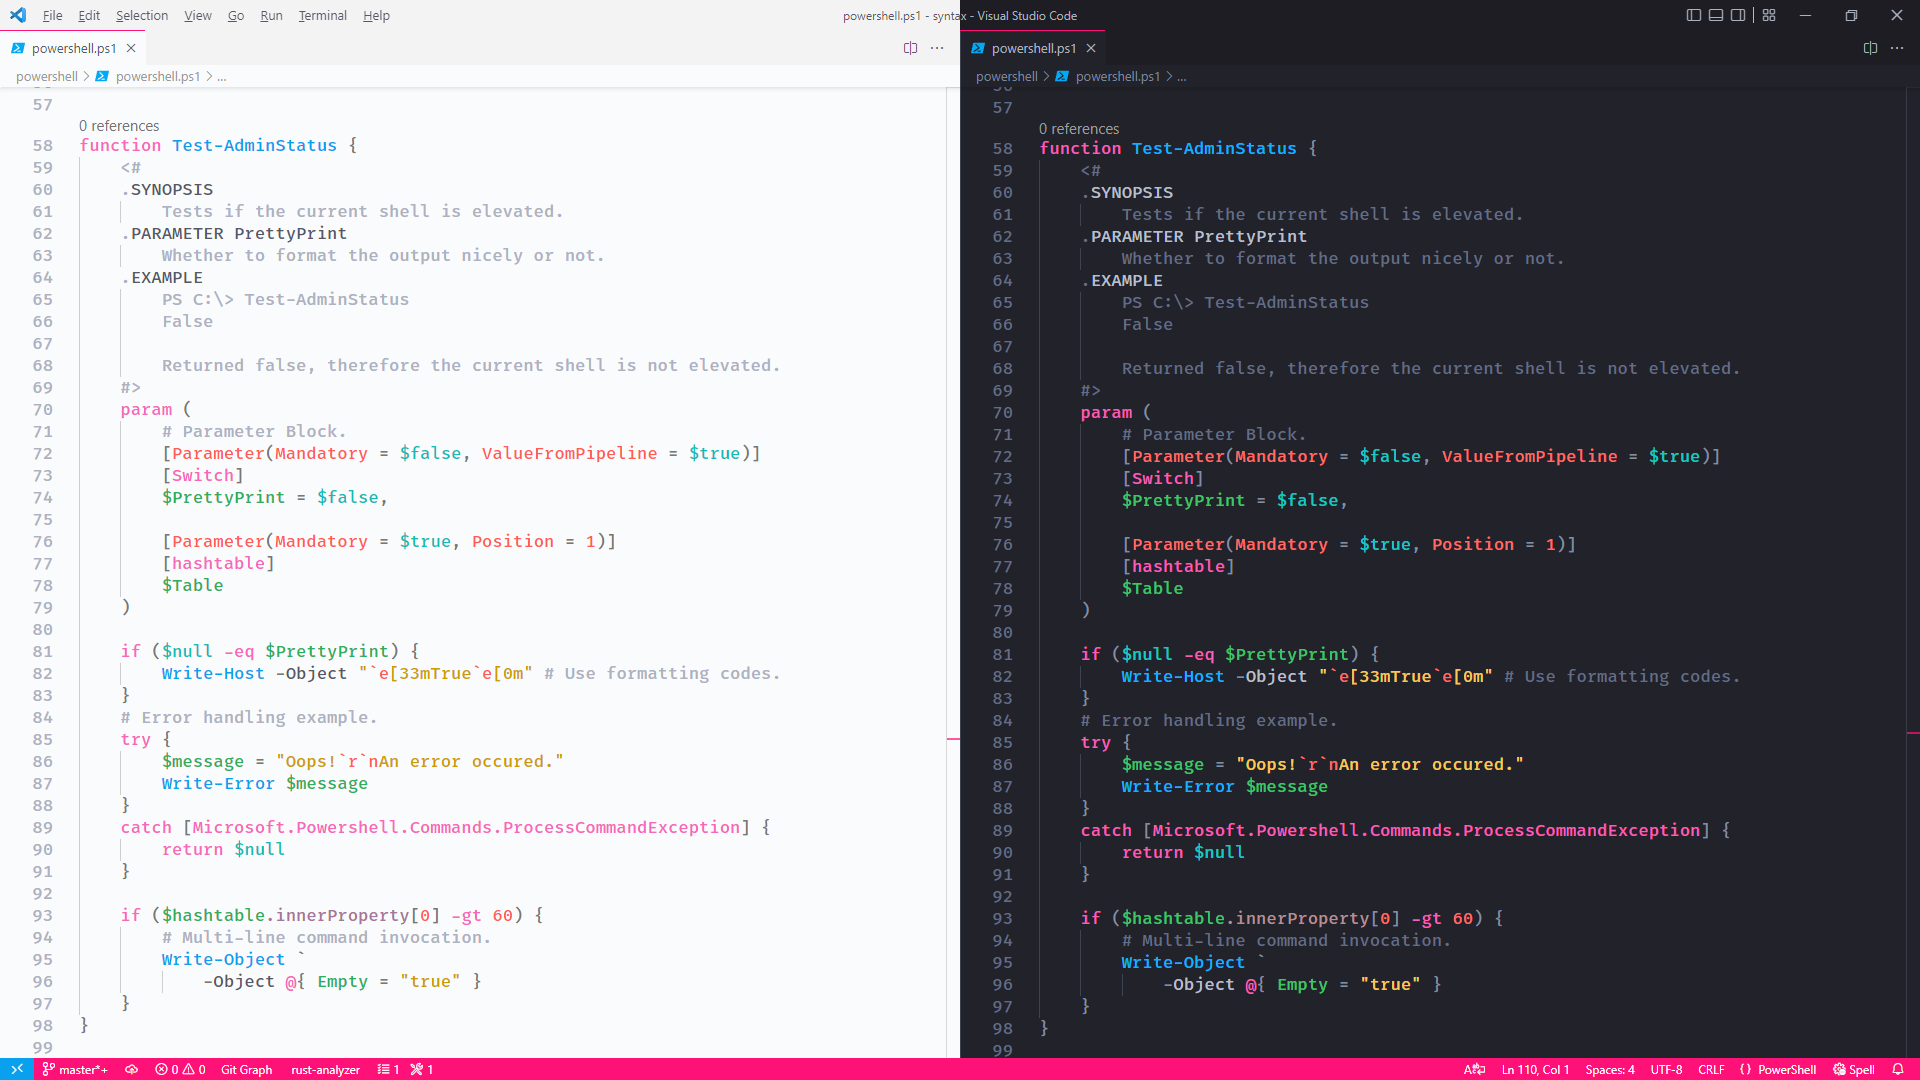 File Edit Selection View Go Run Terminal Help
powershell.ps1 - syntax - Visual Studio Code
powershell.ps1
powershell > powershell.ps1 > ...
57
0 references
58 function Test-AdminStatus {
59     <#
60     .SYNOPSIS
61         Tests if the current shell is elevated.
62     .PARAMETER PrettyPrint
63         Whether to format the output nicely or not.
64     .EXAMPLE
65         PS C:\> Test-AdminStatus
66         False
67
68         Returned false, therefore the current shell is not elevated.
69     #>
70     param (
71         # Parameter Block.
72         [Parameter(Mandatory = $false, ValueFromPipeline = $true)]
73         [Switch]
74         $PrettyPrint = $false,
75
76         [Parameter(Mandatory = $true, Position = 1)]
77         [hashtable]
78         $Table
79     )
80
81     if ($null -eq $PrettyPrint) {
82         Write-Host -Object "`e[33mTrue`e[0m" # Use formatting codes.
83     }
84     # Error handling example.
85     try {
86         $message = "Oops!`r`nAn error occured."
87         Write-Error $message
88     }
89     catch [Microsoft.Powershell.Commands.ProcessCommandException] {
90         return $null
91     }
92
93     if ($hashtable.innerProperty[0] -gt 60) {
94         # Multi-line command invocation.
95         Write-Object `
96             -Object @{ Empty = "true" }
97     }
98 }
99
powershell.ps1
powershell > powershell.ps1 > ...
57
0 references
58 function Test-AdminStatus {
59     <#
60     .SYNOPSIS
61         Tests if the current shell is elevated.
62     .PARAMETER PrettyPrint
63         Whether to format the output nicely or not.
64     .EXAMPLE
65         PS C:\> Test-AdminStatus
66         False
67
68         Returned false, therefore the current shell is not elevated.
69     #>
70     param (
71         # Parameter Block.
72         [Parameter(Mandatory = $false, ValueFromPipeline = $true)]
73         [Switch]
74         $PrettyPrint = $false,
75
76         [Parameter(Mandatory = $true, Position = 1)]
77         [hashtable]
78         $Table
79     )
80
81     if ($null -eq $PrettyPrint) {
82         Write-Host -Object "`e[33mTrue`e[0m" # Use formatting codes.
83     }
84     # Error handling example.
85     try {
86         $message = "Oops!`r`nAn error occured."
87         Write-Error $message
88     }
89     catch [Microsoft.Powershell.Commands.ProcessCommandException] {
90         return $null
91     }
92
93     if ($hashtable.innerProperty[0] -gt 60) {
94         # Multi-line command invocation.
95         Write-Object `
96             -Object @{ Empty = "true" }
97     }
98 }
99
master*+ 0 0 Git Graph rust-analyzer 1 1 Ln 110, Col 1 Spaces: 4 UTF-8 CRLF {} PowerShell Spell